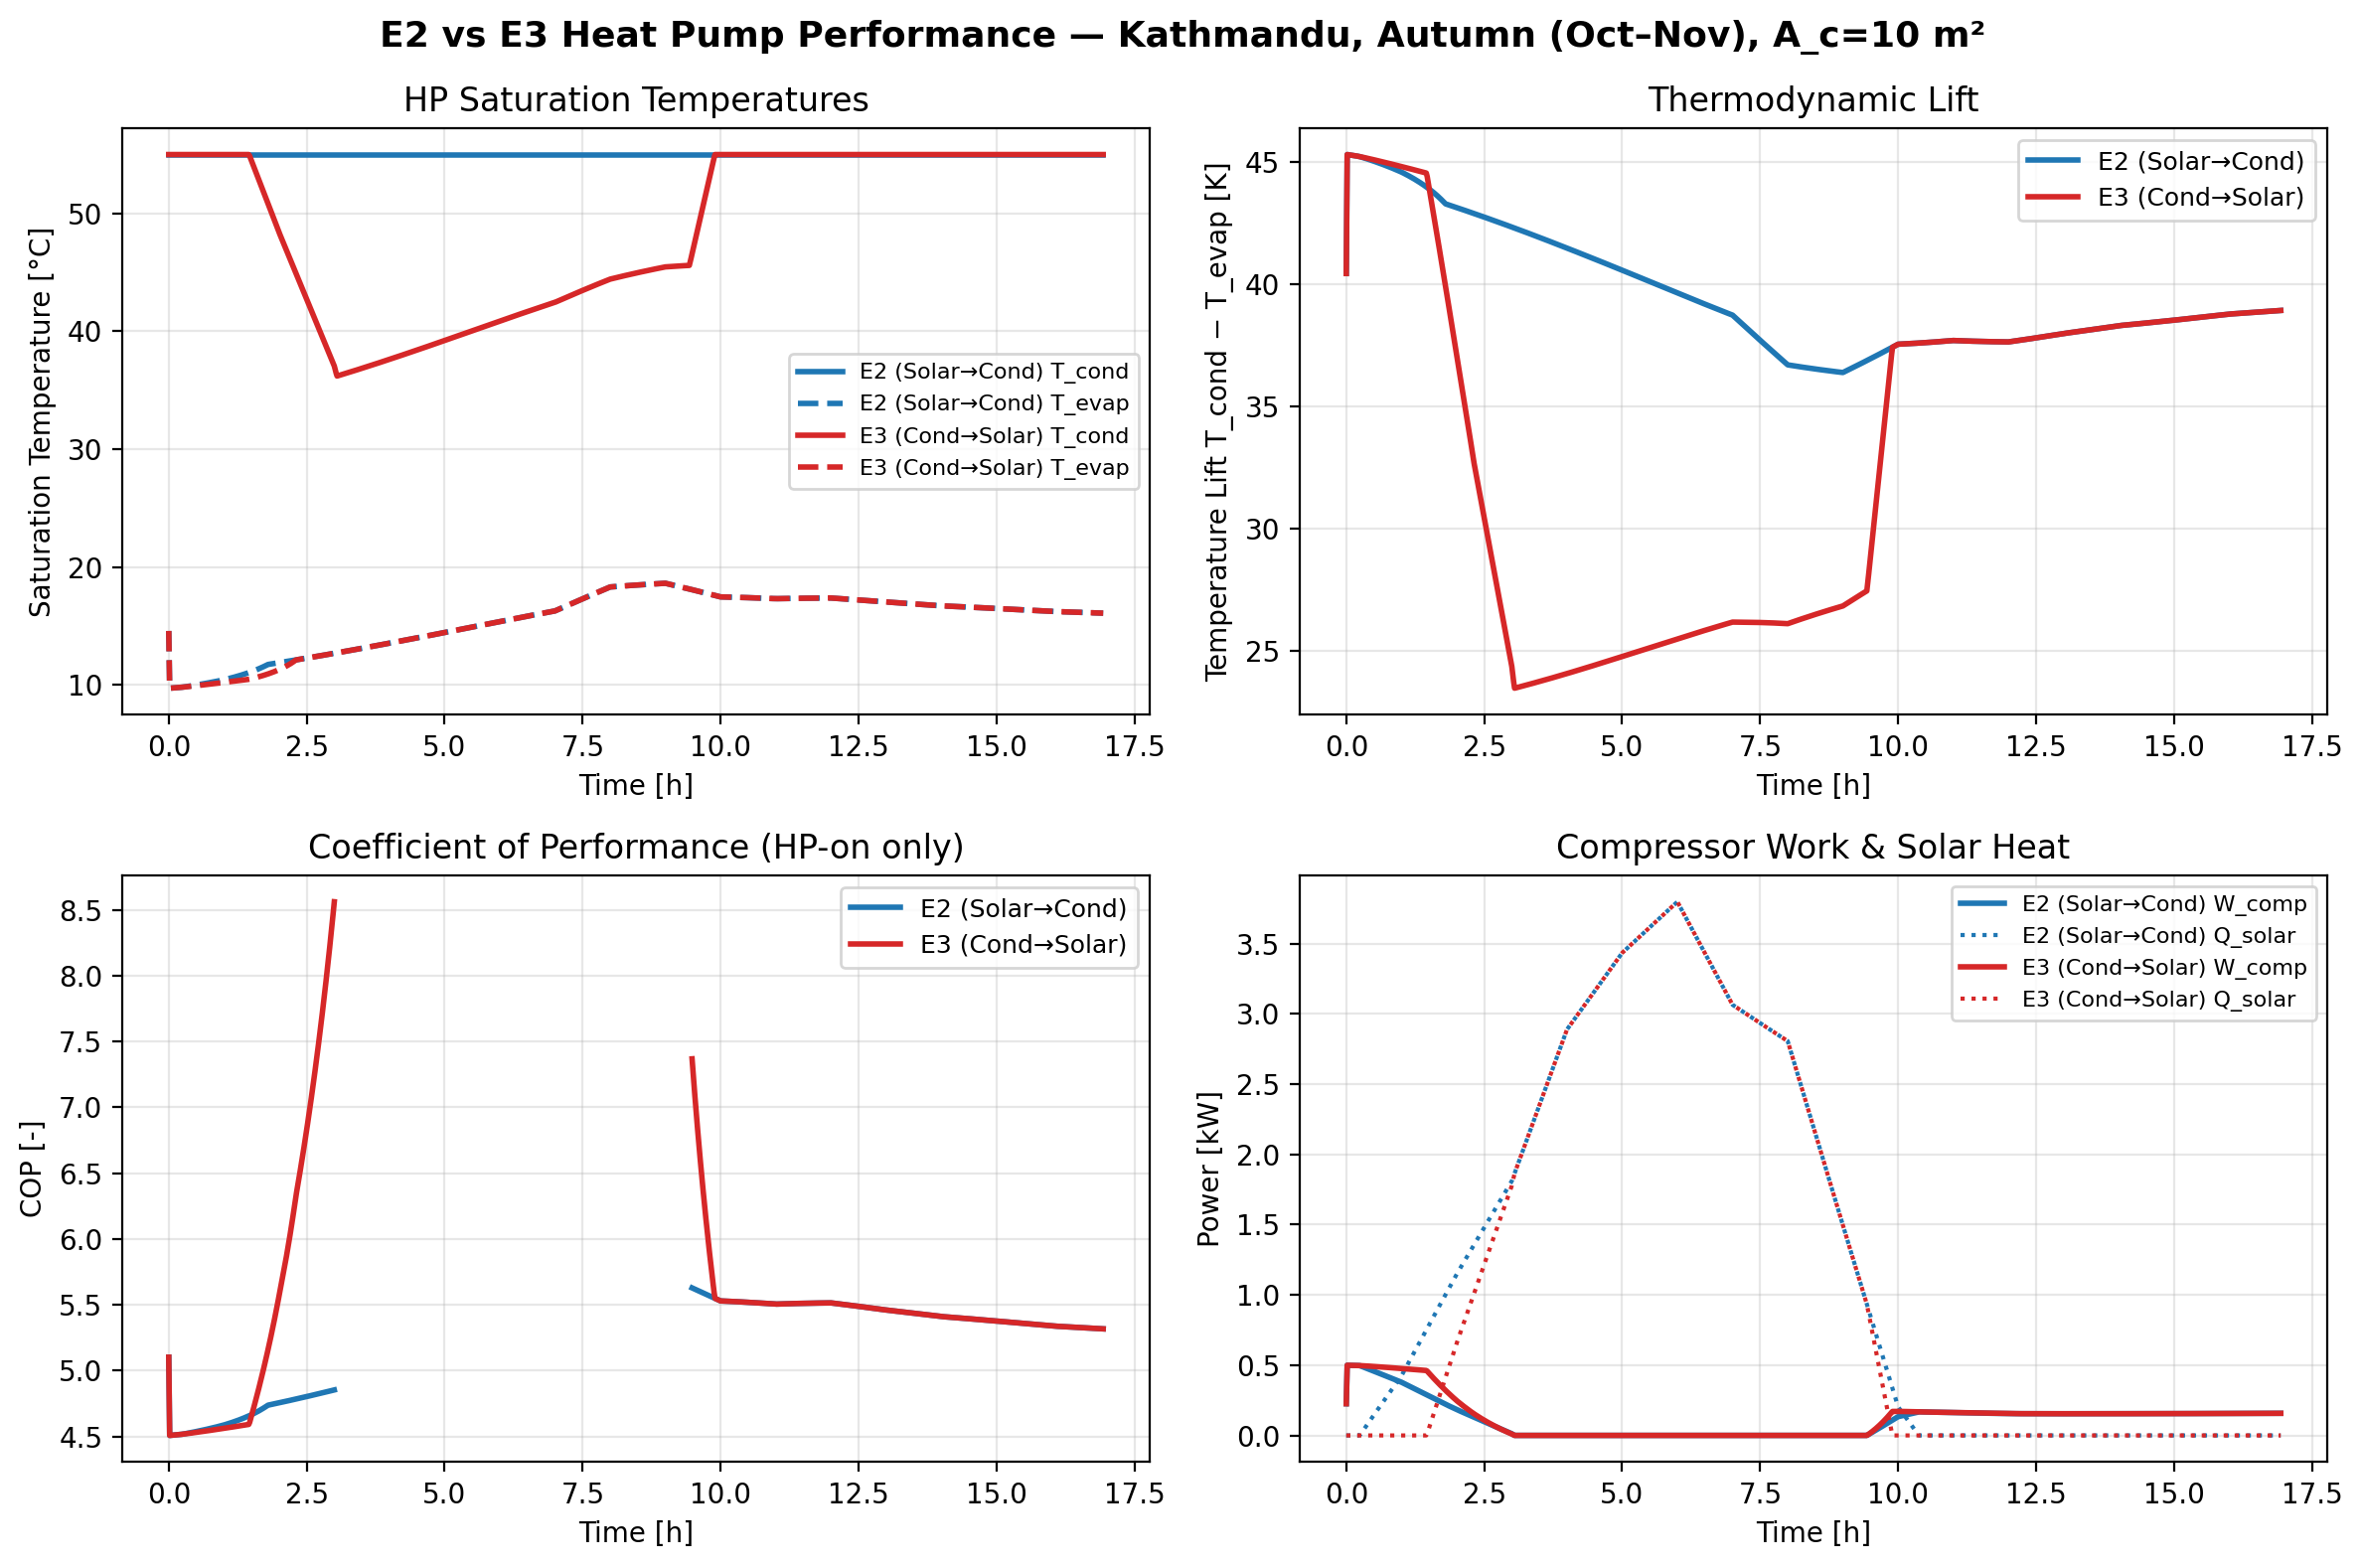 E2 vs E3 Heat Pump Performance — Kathmandu, Autumn (Oct–Nov), A_c=10 m²
HP Saturation Temperatures
Saturation Temperature [°C]
50
40
30
20
10
E2 (Solar→Cond) T_cond
E2 (Solar→Cond) T_evap
E3 (Cond→Solar) T_cond
E3 (Cond→Solar) T_evap
0.0 2.5 5.0 7.5 10.0 12.5 15.0 17.5
Time [h]
Thermodynamic Lift
Temperature Lift T_cond − T_evap [K]
45
40
35
30
25
E2 (Solar→Cond)
E3 (Cond→Solar)
0.0 2.5 5.0 7.5 10.0 12.5 15.0 17.5
Time [h]
Coefficient of Performance (HP-on only)
COP [-]
8.5
8.0
7.5
7.0
6.5
6.0
5.5
5.0
4.5
E2 (Solar→Cond)
E3 (Cond→Solar)
0.0 2.5 5.0 7.5 10.0 12.5 15.0 17.5
Time [h]
Compressor Work & Solar Heat
Power [kW]
3.5
3.0
2.5
2.0
1.5
1.0
0.5
0.0
E2 (Solar→Cond) W_comp
E2 (Solar→Cond) Q_solar
E3 (Cond→Solar) W_comp
E3 (Cond→Solar) Q_solar
0.0 2.5 5.0 7.5 10.0 12.5 15.0 17.5
Time [h]